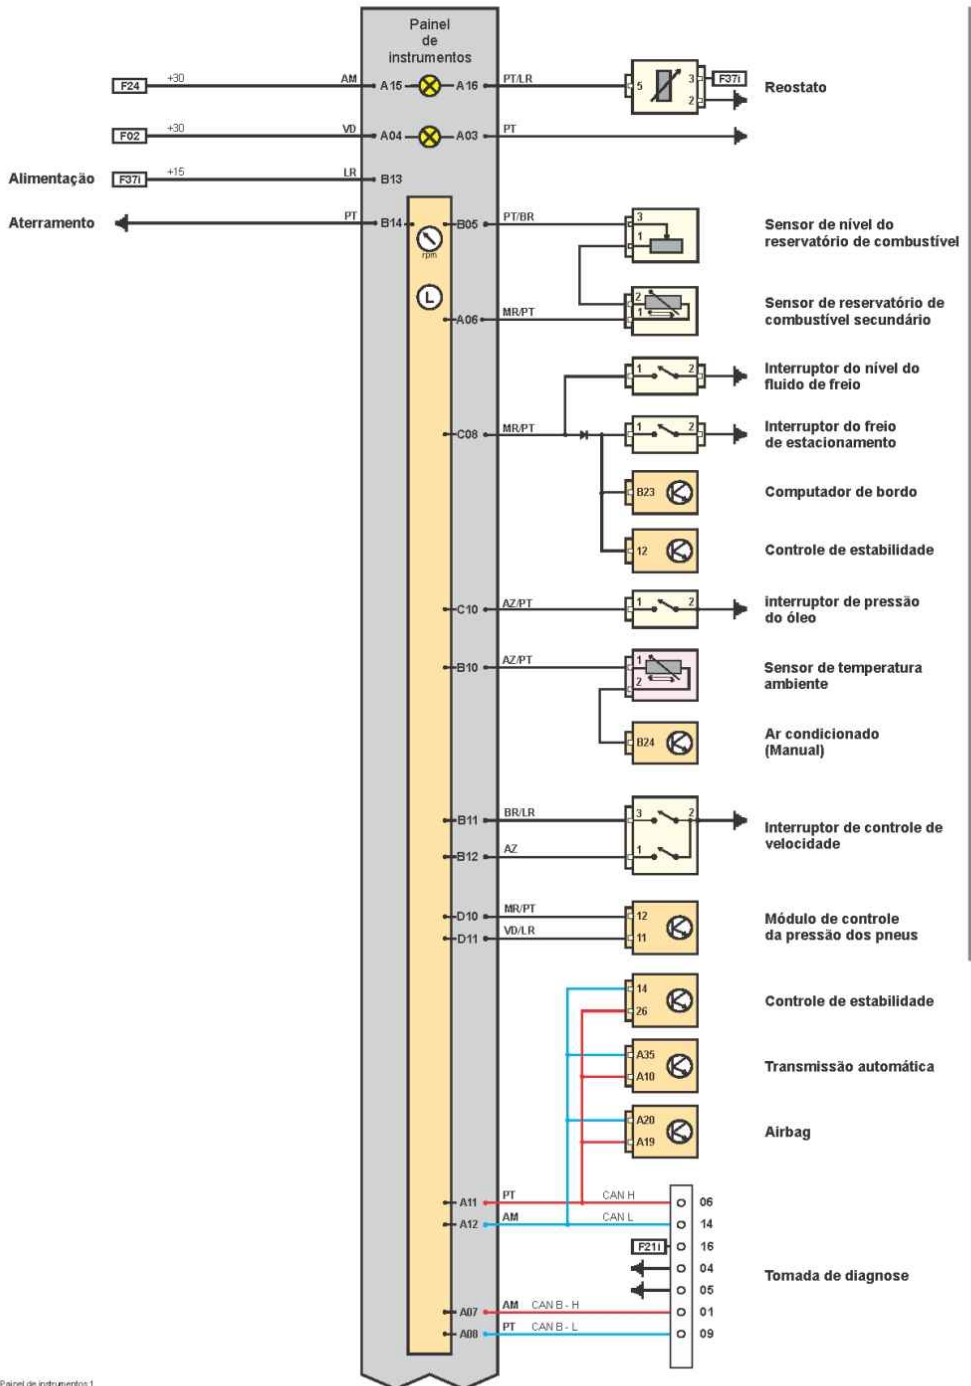 Painel
de
instrumentos
F24 +30 AM A15 A16 PT/LR 5 3 F37i Reostato
2
F02 +30 VD A04 A03 PT
Alimentação F37i +15 LR B13
Aterramento PT B14 B05 PT/BR 3 Sensor de nível do
1 reservatório de combustível
rpm
L
2 Sensor de reservatório de
A06 MR/PT 1 combustível secundário
1 2 Interruptor do nível do
fluido de freio
C08 MR/PT 1 2 Interruptor do freio
de estacionamento
B23 Computador de bordo
12 Controle de estabilidade
C10 AZ/PT 1 2 interruptor de pressão
do óleo
B10 AZ/PT 1 Sensor de temperatura
2 ambiente
B24 Ar condicionado
(Manual)
B11 BR/LR 3 2 Interruptor de controle de
B12 AZ 1 velocidade
D10 MR/PT 12 Módulo de controle
D11 VD/LR 11 da pressão dos pneus
14 Controle de estabilidade
26
A35 Transmissão automática
A10
A20 Airbag
A19
A11 PT CAN H 06
A12 AM CAN L 14
F21i 16
04 Tomada de diagnose
05
A07 AM CAN B - H 01
A08 PT CAN B - L 09
Painel de instrumentos 1